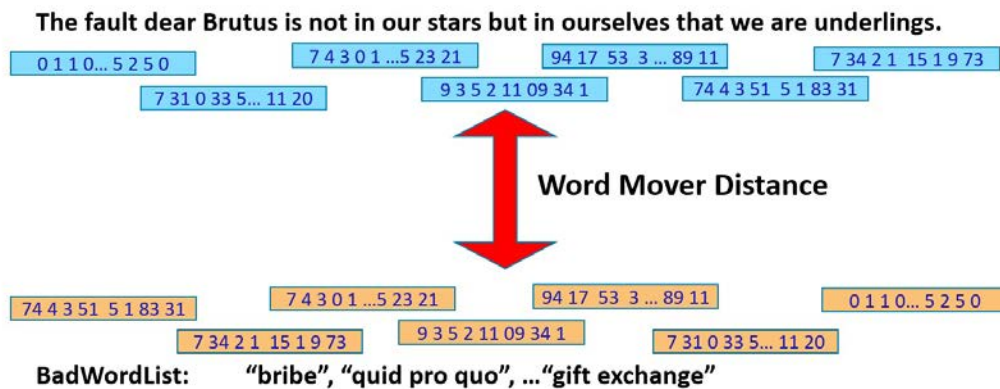 The fault dear Brutus is not in our stars but in ourselves that we are underlings.
0 1 1 0... 5 2 5 0
7 4 3 0 1 ...5 23 21
94 17 53 3 ... 89 11
7 34 2 1 15 1 9 73
7 31 0 33 5... 11 20
9 3 5 2 11 09 34 1
74 4 3 51 5 1 83 31
Word Mover Distance
74 4 3 51 5 1 83 31
7 4 3 0 1 ...5 23 21
94 17 53 3 ... 89 11
0 1 1 0... 5 2 5 0
7 34 2 1 15 1 9 73
9 3 5 2 11 09 34 1
7 31 0 33 5... 11 20
BadWordList: "bribe", "quid pro quo", ..."gift exchange"